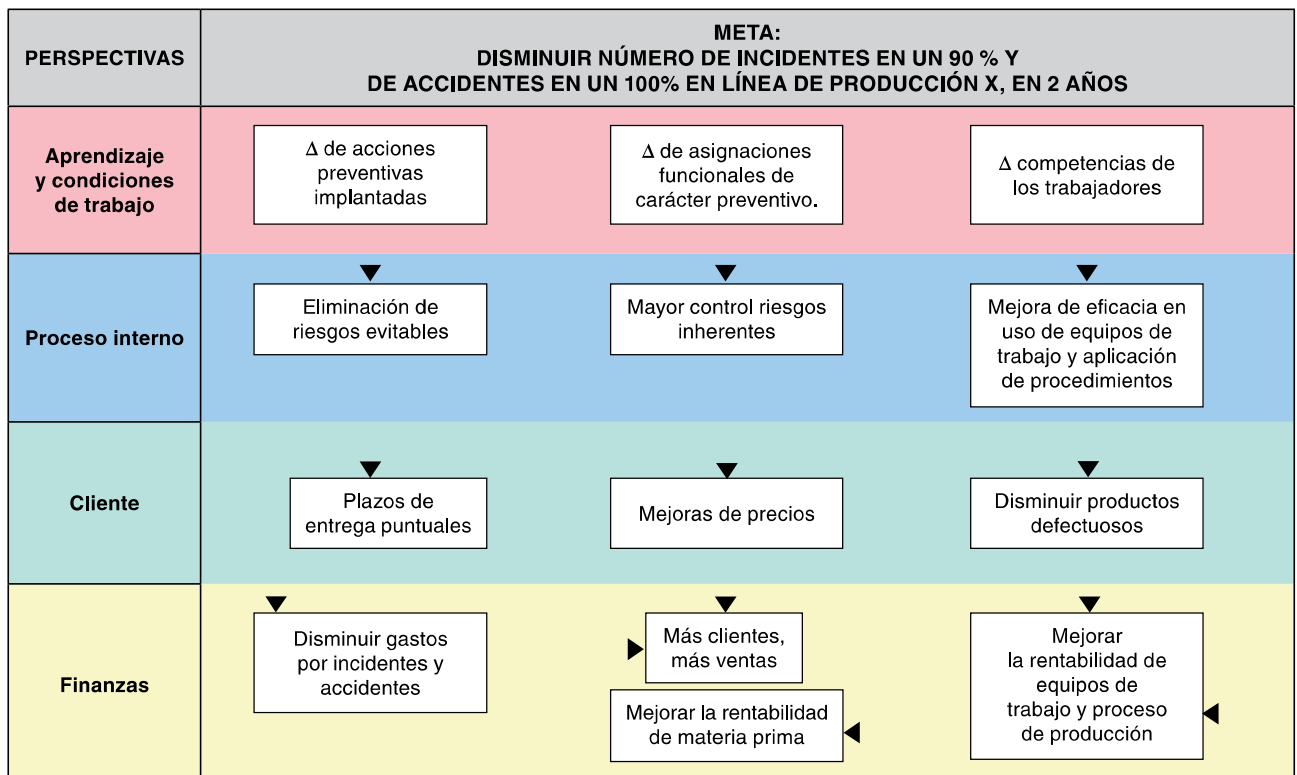 PERSPECTIVAS
META:
DISMINUIR NÚMERO DE INCIDENTES EN UN 90 % Y
DE ACCIDENTES EN UN 100% EN LÍNEA DE PRODUCCIÓN X, EN 2 AÑOS
Aprendizaje
y condiciones
de trabajo
Δ de acciones
preventivas
implantadas
Δ de asignaciones
funcionales de
carácter preventivo.
Δ competencias de
los trabajadores
Proceso interno
Eliminación de
riesgos evitables
Mayor control riesgos
inherentes
Mejora de eficacia en
uso de equipos de
trabajo y aplicación
de procedimientos
Cliente
Plazos de
entrega puntuales
Mejoras de precios
Disminuir productos
defectuosos
Finanzas
Disminuir gastos
por incidentes y
accidentes
Más clientes,
más ventas
Mejorar la rentabilidad
de materia prima
Mejorar
la rentabilidad de
equipos de
trabajo y proceso
de producción